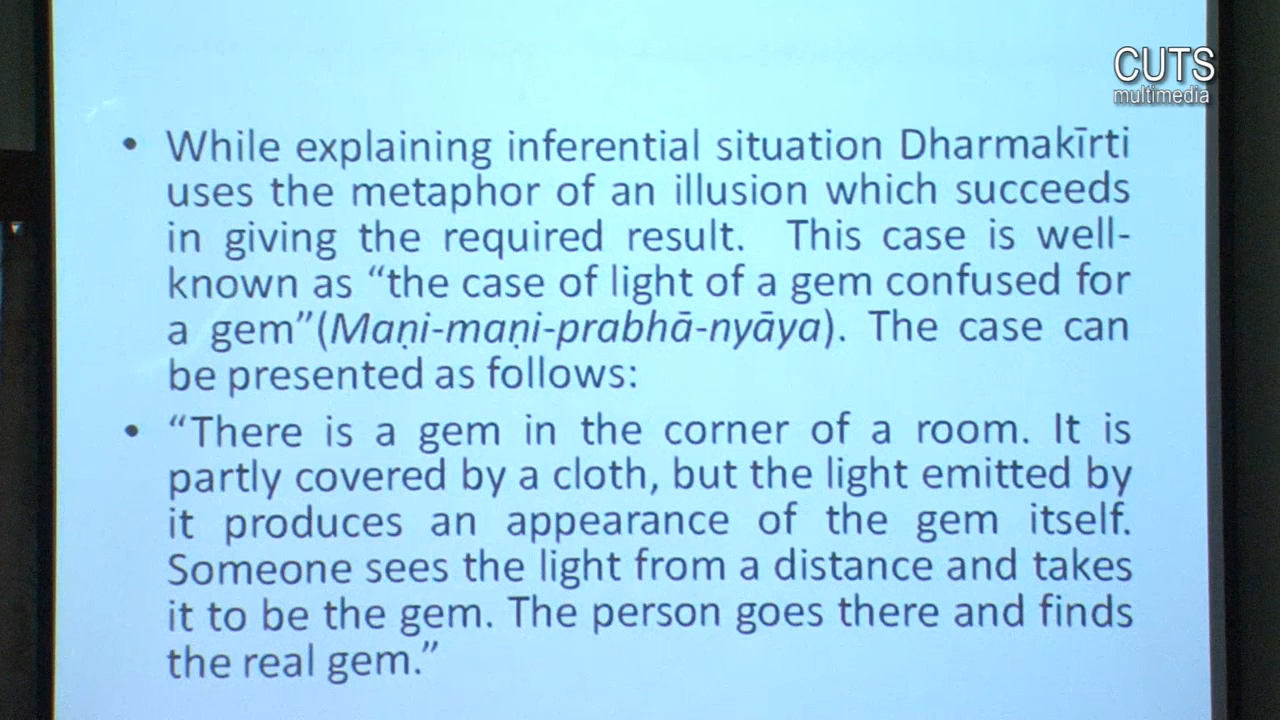 CUTS
multimedia
• While explaining inferential situation Dharmakīrti
uses the metaphor of an illusion which succeeds
in giving the required result. This case is well-
known as “the case of light of a gem confused for
a gem”(Maṇi-maṇi-prabhā-nyāya). The case can
be presented as follows:
• “There is a gem in the corner of a room. It is
partly covered by a cloth, but the light emitted by
it produces an appearance of the gem itself.
Someone sees the light from a distance and takes
it to be the gem. The person goes there and finds
the real gem.”